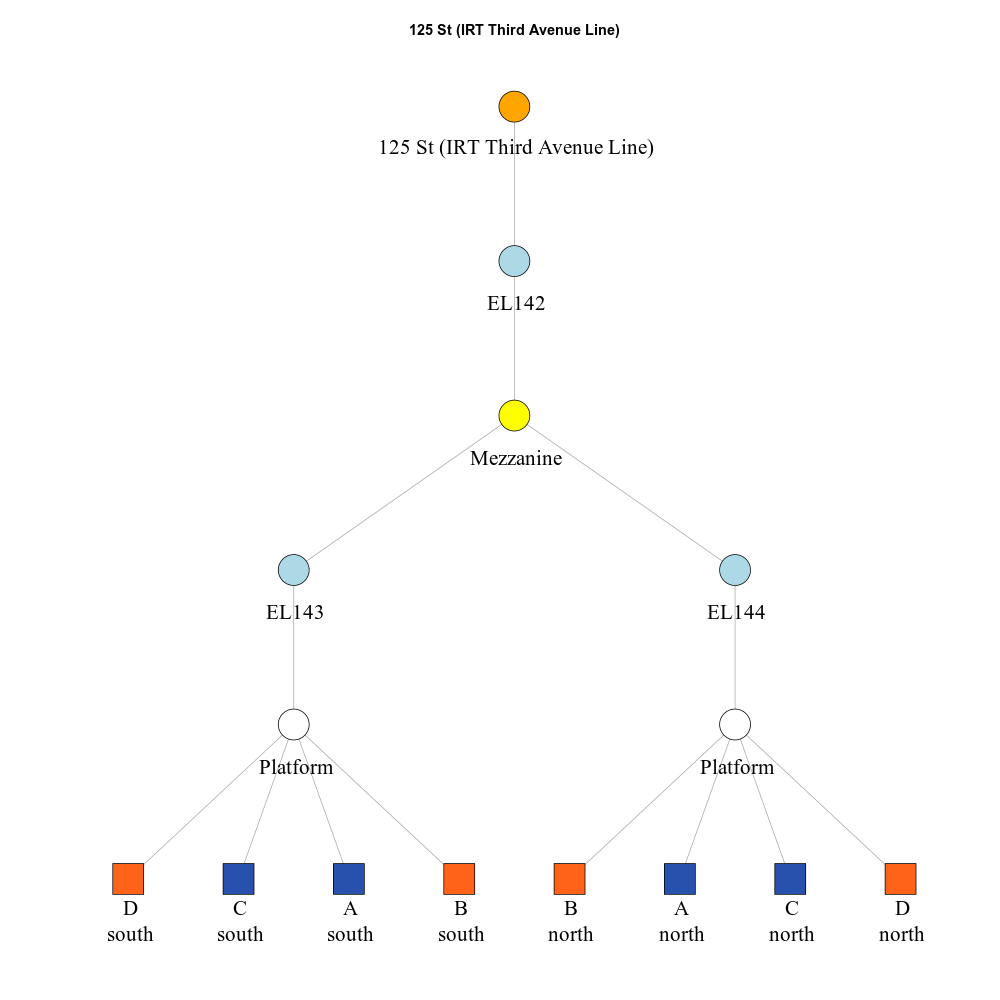 125 St (IRT Third Avenue Line)
125 St (IRT Third Avenue Line)
EL142
Mezzanine
EL143
EL144
Platform
Platform
D
south
C
south
A
south
B
south
B
north
A
north
C
north
D
north